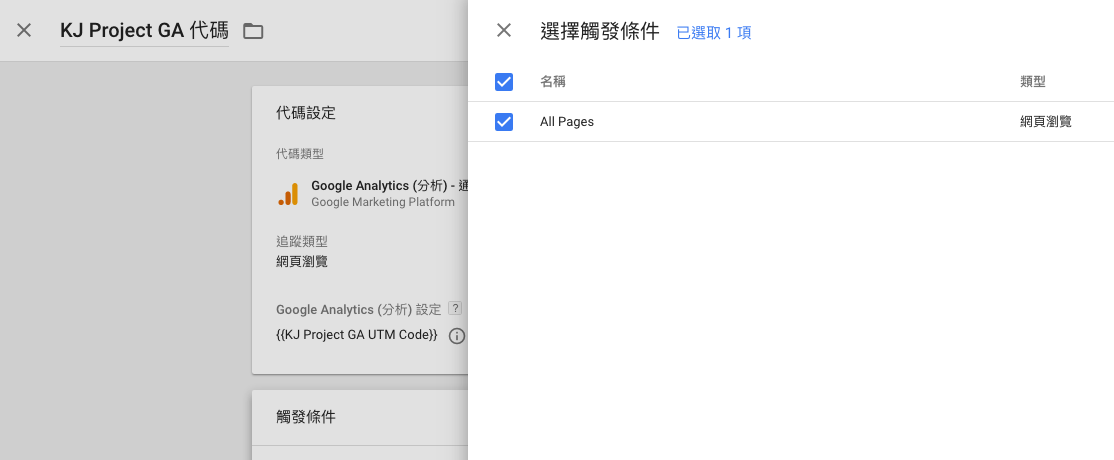 KJ Project GA 代碼
代碼設定
代碼類型
Google Analytics (分析) - 通
Google Marketing Platform
追蹤類型
網頁瀏覽
Google Analytics (分析) 設定 ?
{{KJ Project GA UTM Code}}
觸發條件
選擇觸發條件 已選取 1 項
名稱 類型
All Pages 網頁瀏覽